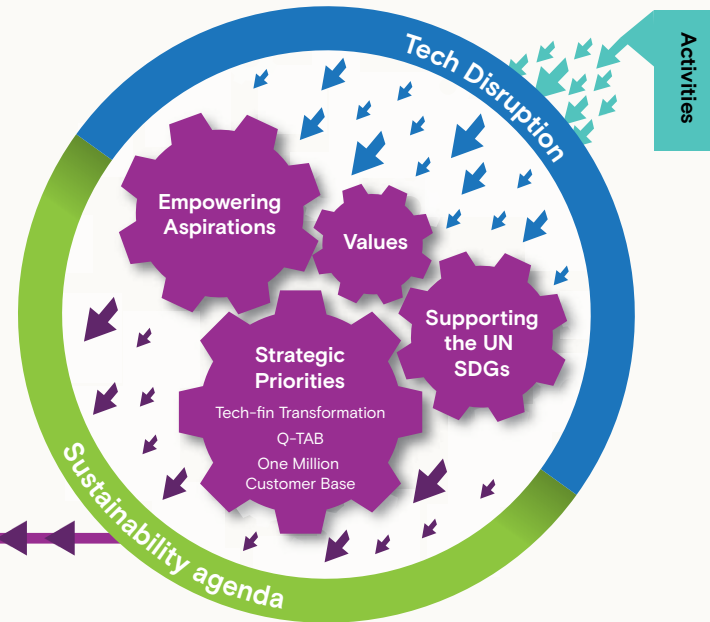 Tech Disruption
Activities
Empowering
Aspirations
Values
Supporting
the UN
SDGs
Strategic
Priorities
Tech-fin Transformation
Q-TAB
One Million
Customer Base
Sustainability agenda